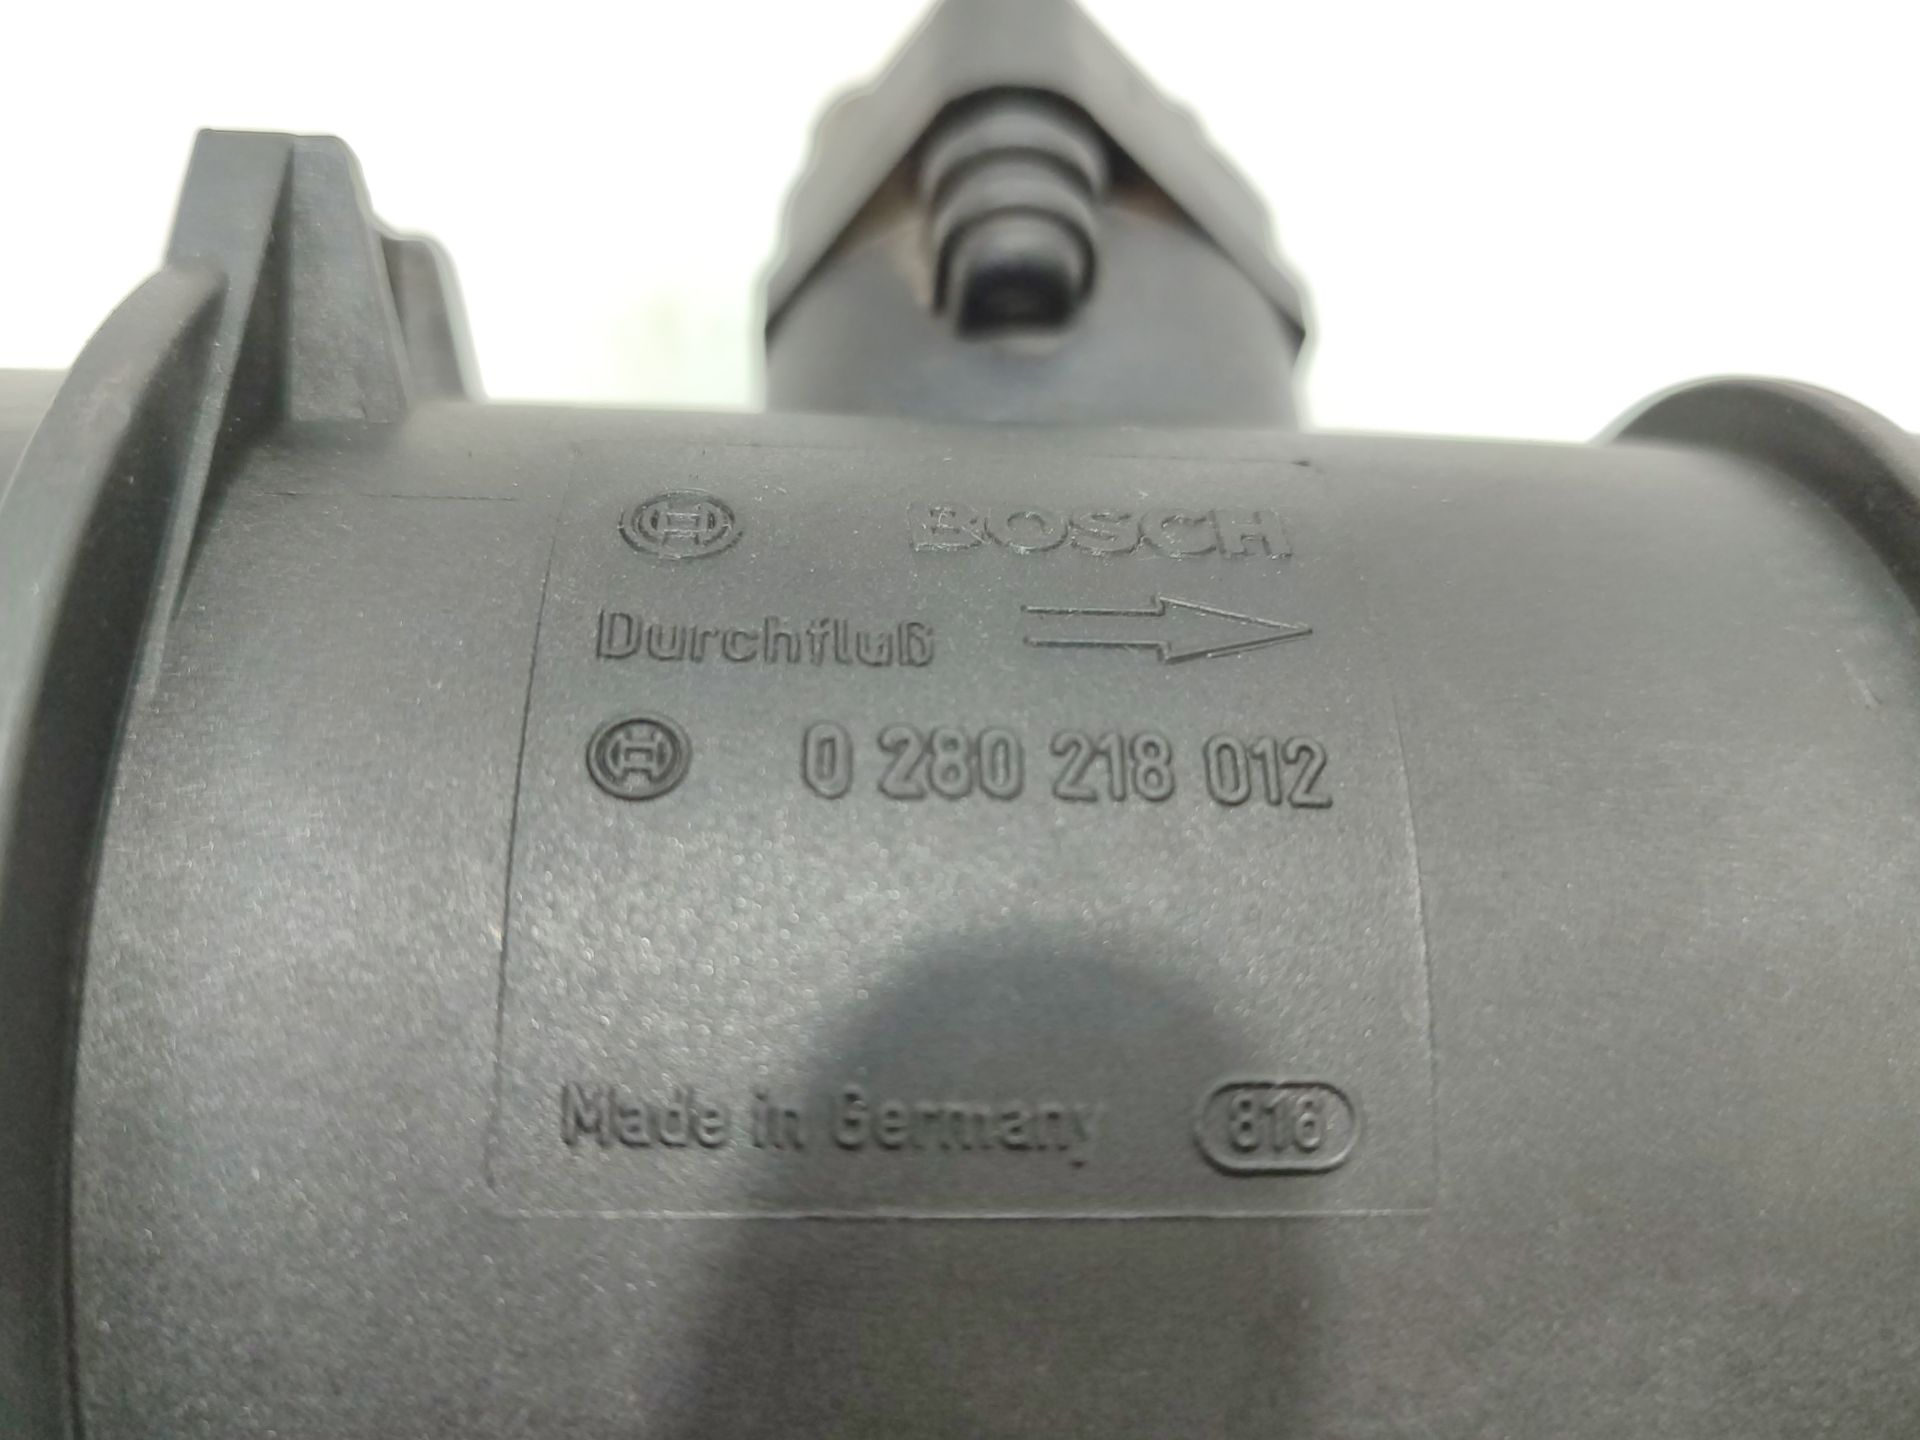 BOSCH
Durchfluß
0 280 218 012
Made in Germany 816